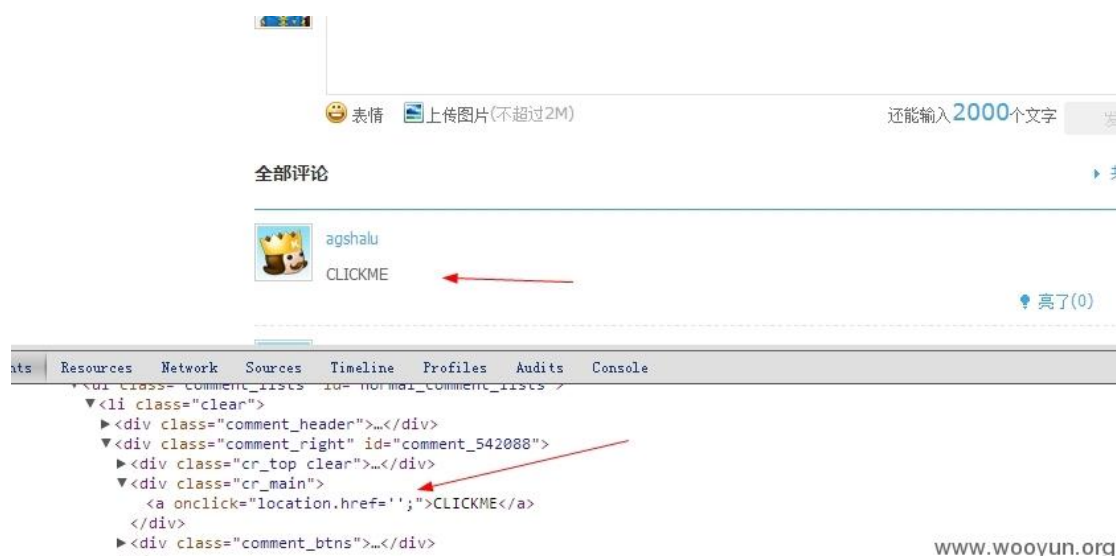 表情 上传图片(不超过2M) 还能输入2000个文字
全部评论
agshalu
CLICKME
亮了(0)
Resources Network Sources Timeline Profiles Audits Console
▼<li class="clear">
▶<div class="comment_header">…</div>
▼<div class="comment_right" id="comment_542088">
▶<div class="cr_top clear">…</div>
▼<div class="cr_main">
<a onclick="location.href='';">CLICKME</a>
</div>
▶<div class="comment_btns">…</div>
www.wooyun.org